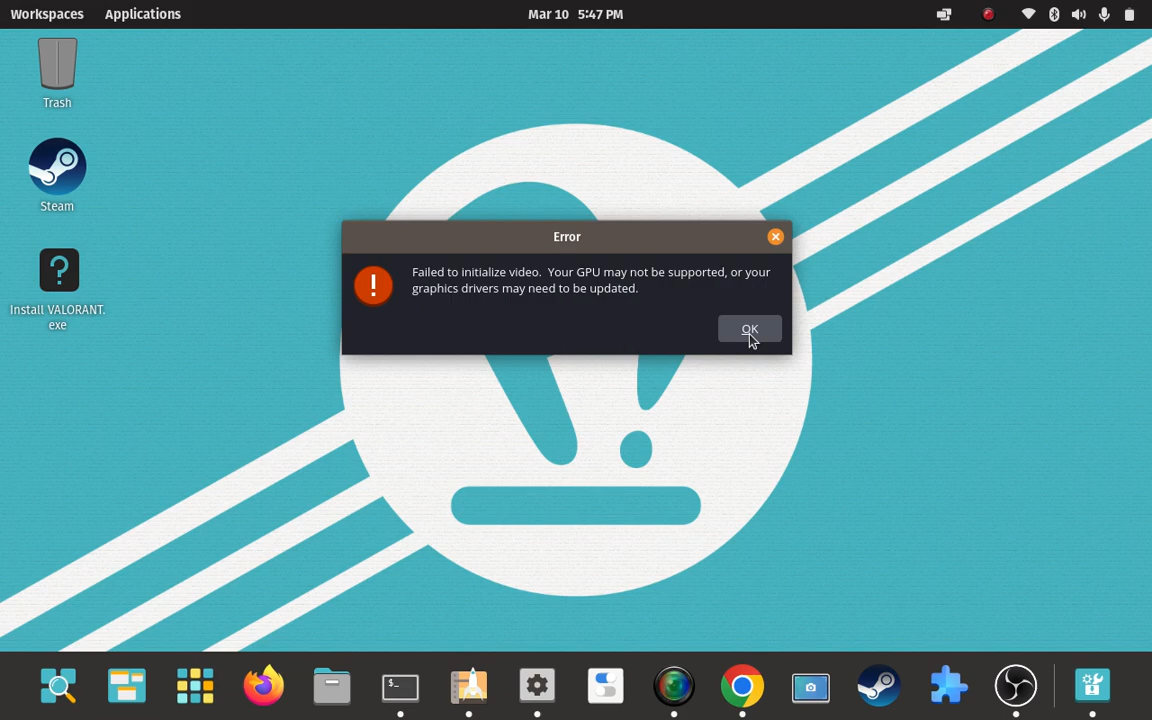 Workspaces Applications Mar 10 5:47 PM
Trash
Steam
Install VALORANT.
exe
Error
Failed to initialize video. Your GPU may not be supported, or your
graphics drivers may need to be updated.
OK